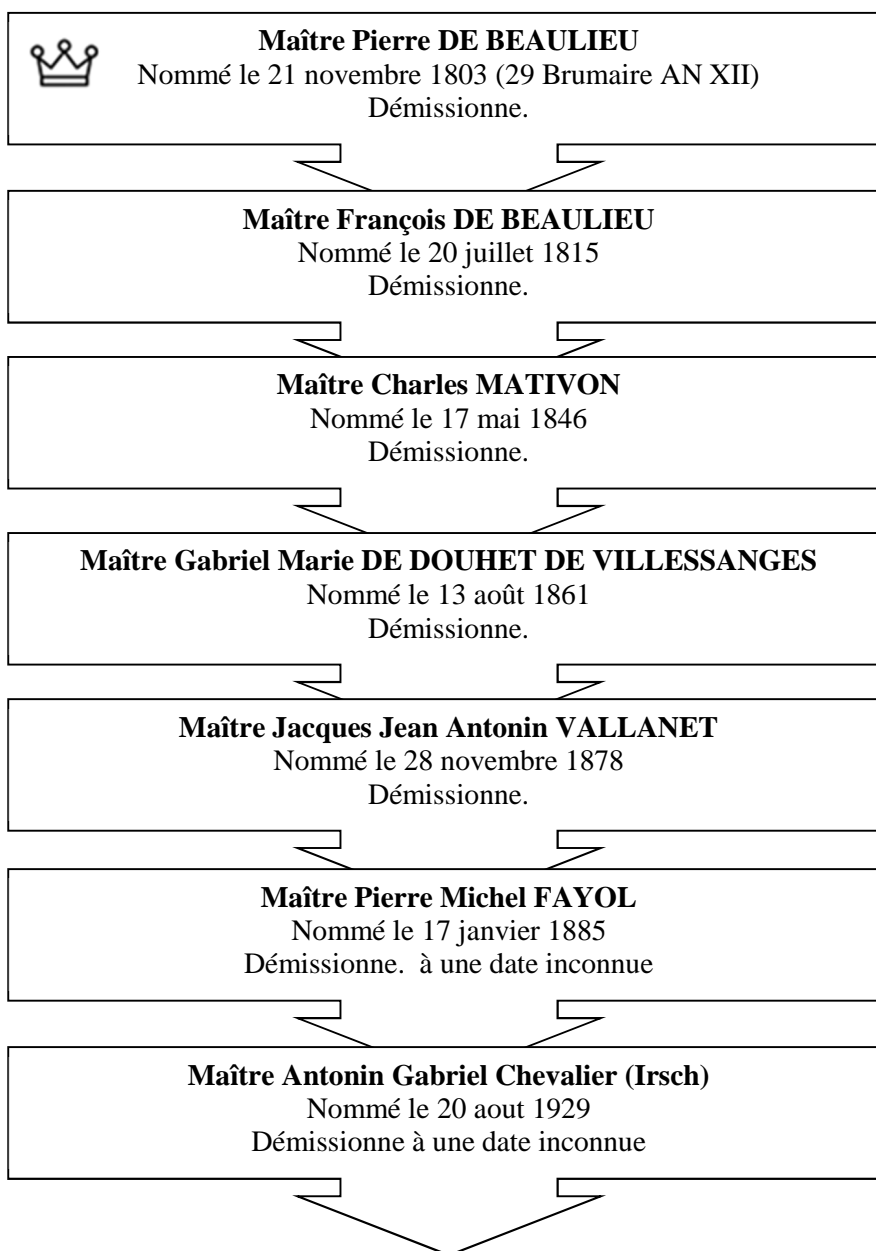 Maître Pierre DE BEAULIEU
Nommé le 21 novembre 1803 (29 Brumaire AN XII)
Démissionne.
Maître François DE BEAULIEU
Nommé le 20 juillet 1815
Démissionne.
Maître Charles MATIVON
Nommé le 17 mai 1846
Démissionne.
Maître Gabriel Marie DE DOUHET DE VILLESSANGES
Nommé le 13 août 1861
Démissionne.
Maître Jacques Jean Antonin VALLANET
Nommé le 28 novembre 1878
Démissionne.
Maître Pierre Michel FAYOL
Nommé le 17 janvier 1885
Démissionne.  à une date inconnue
Maître Antonin Gabriel Chevalier (Irsch)
Nommé le 20 aout 1929
Démissionne à une date inconnue